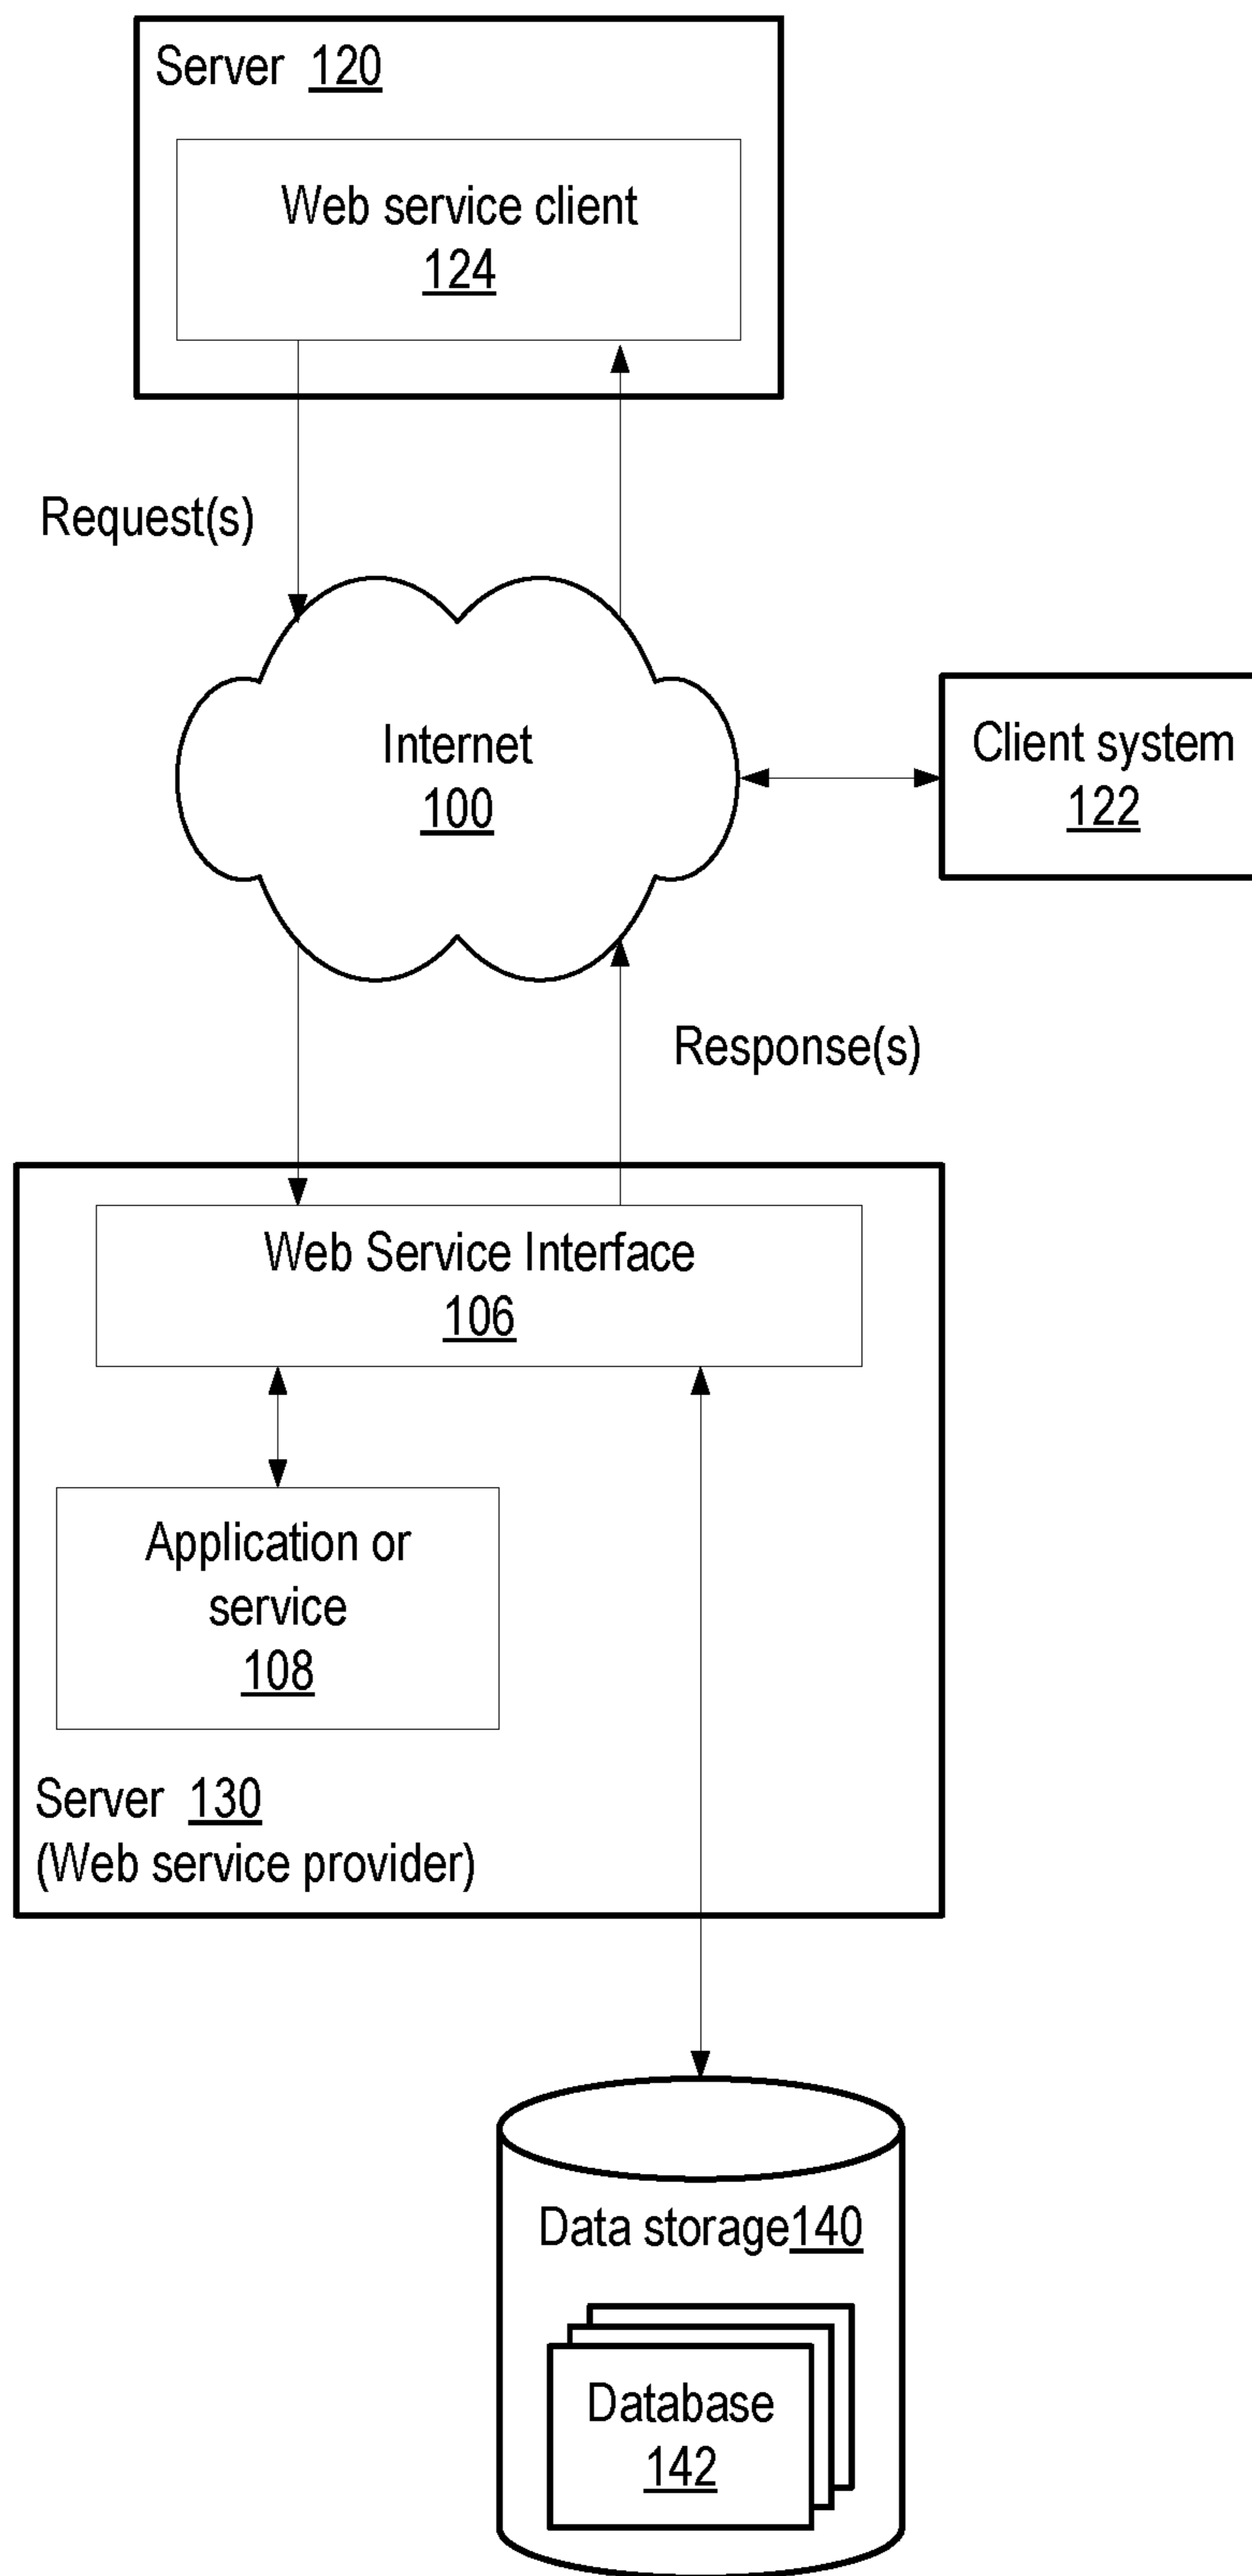 Server 120
Web service client
124
Request(s)
Internet
100
Client system
122
Response(s)
Web Service Interface
106
Application or
service
108
Server 130
(Web service provider)
Data storage140
Database
142